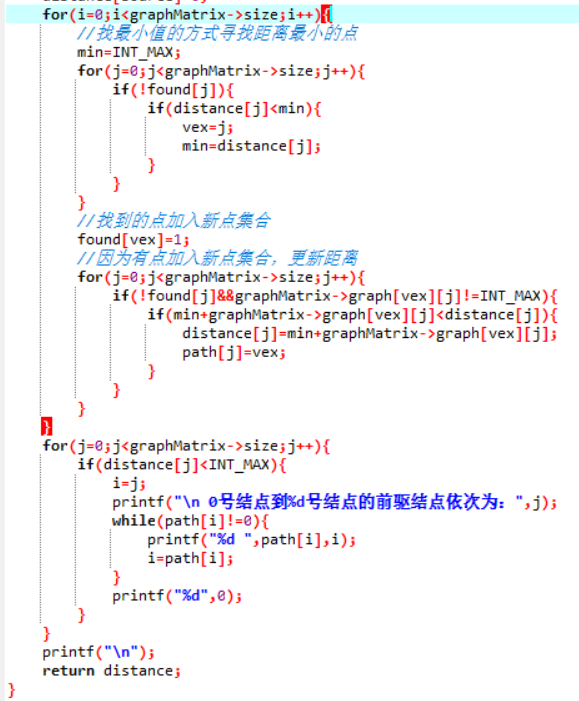 for(i=0;i<graphMatrix->size;i++){
//找最小值的方式寻找距离最小的点
min=INT_MAX;
for(j=0;j<graphMatrix->size;j++){
if(!found[j]){
if(distance[j]<min){
vex=j;
min=distance[j];
}
}
}
//找到的点加入新点集合
found[vex]=1;
//因为有点加入新点集合，更新距离
for(j=0;j<graphMatrix->size;j++){
if(!found[j]&&graphMatrix->graph[vex][j]!=INT_MAX){
if(min+graphMatrix->graph[vex][j]<distance[j]){
distance[j]=min+graphMatrix->graph[vex][j];
path[j]=vex;
}
}
}
}
for(j=0;j<graphMatrix->size;j++){
if(distance[j]<INT_MAX){
i=j;
printf("\n 0号结点到%d号结点的前驱结点依次为：",j);
while(path[i]!=0){
printf("%d ",path[i],i);
i=path[i];
}
printf("%d",0);
}
}
printf("\n");
return distance;
}